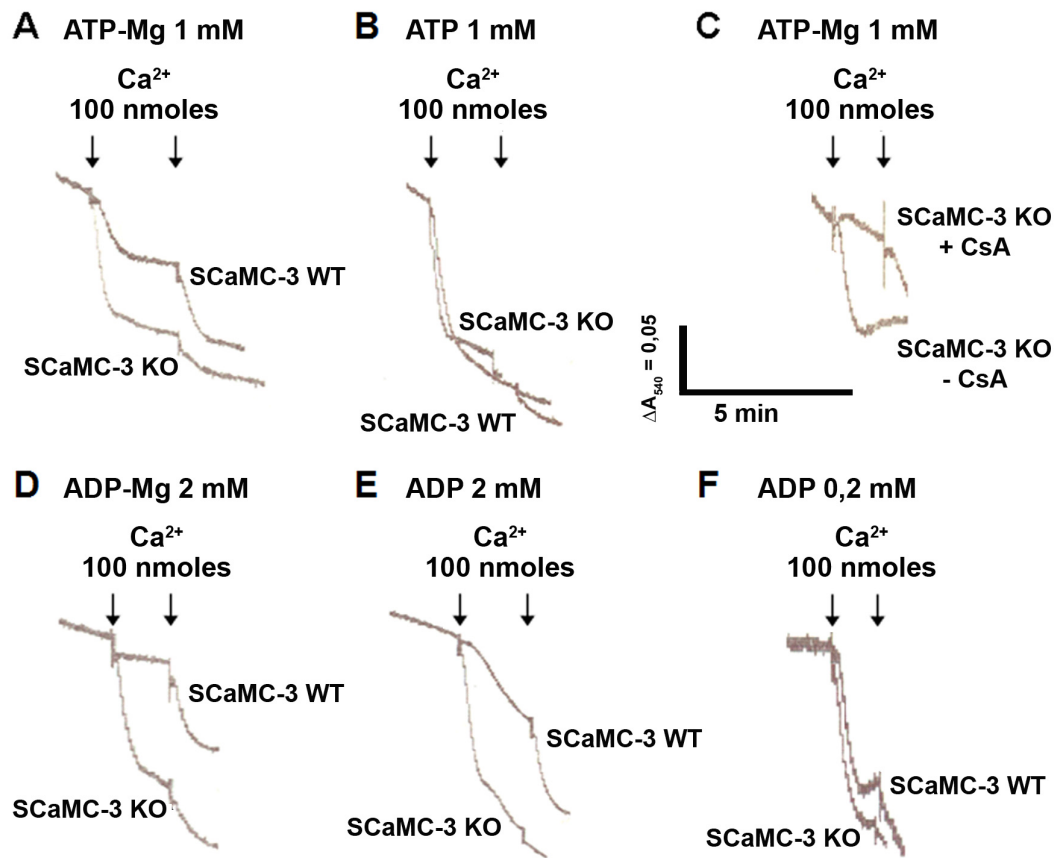 A ATP-Mg 1 mM
Ca²⁺
100 nmoles
SCaMC-3 WT
SCaMC-3 KO
B ATP 1 mM
Ca²⁺
100 nmoles
SCaMC-3 KO
SCaMC-3 WT
C ATP-Mg 1 mM
Ca²⁺
100 nmoles
SCaMC-3 KO
+ CsA
SCaMC-3 KO
- CsA
ΔA₅₄₀ = 0,05
5 min
D ADP-Mg 2 mM
Ca²⁺
100 nmoles
SCaMC-3 WT
SCaMC-3 KO
E ADP 2 mM
Ca²⁺
100 nmoles
SCaMC-3 WT
SCaMC-3 KO
F ADP 0,2 mM
Ca²⁺
100 nmoles
SCaMC-3 WT
SCaMC-3 KO